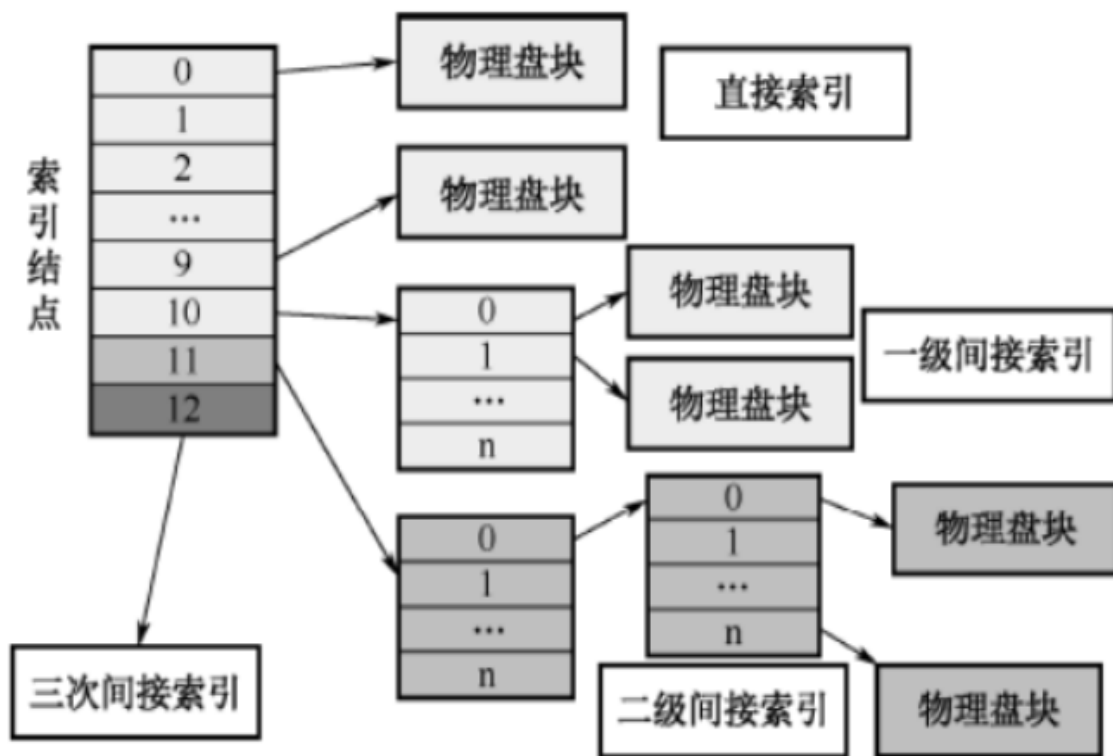 索引结点
0
1
2
...
9
10
11
12
物理盘块
直接索引
物理盘块
0
1
...
n
物理盘块
物理盘块
一级间接索引
0
1
...
n
0
1
...
n
物理盘块
物理盘块
二级间接索引
三次间接索引